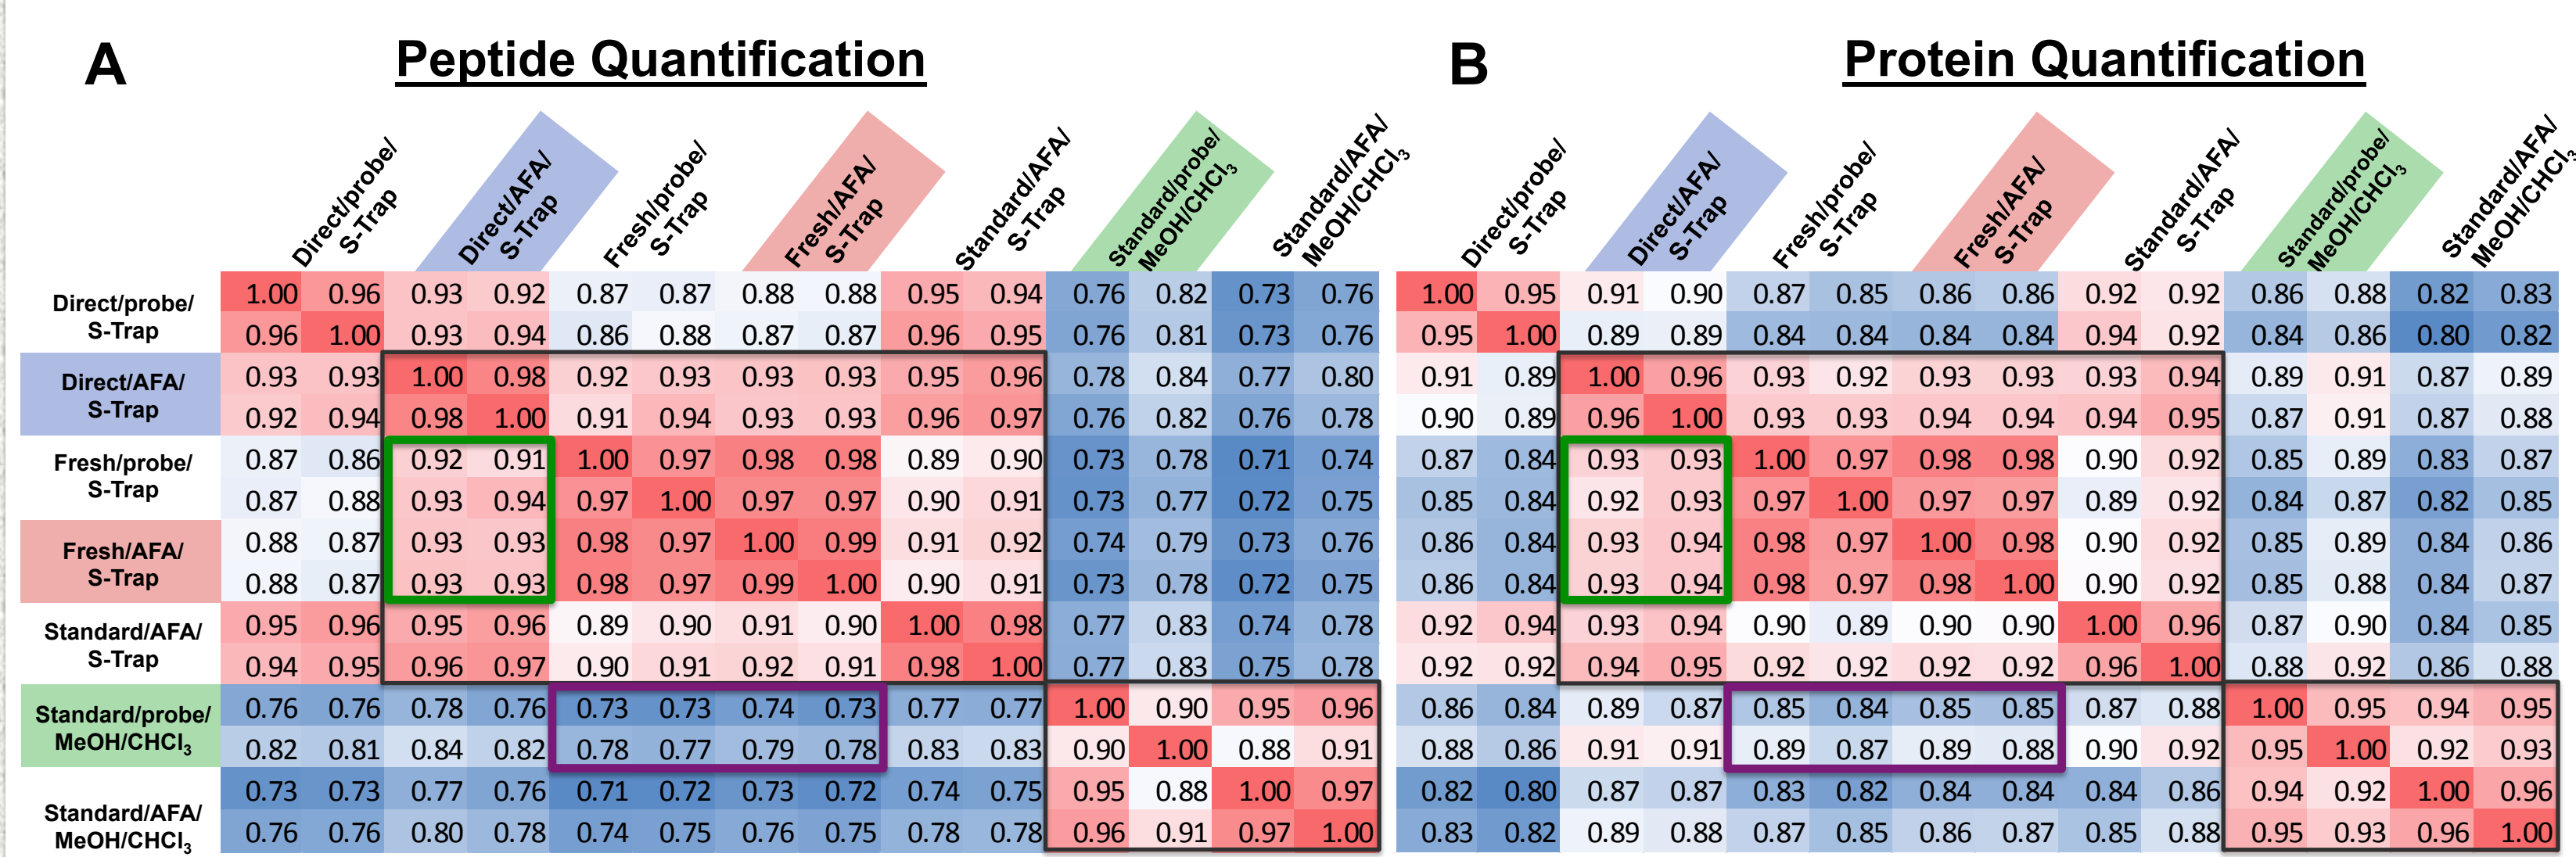 A
Peptide Quantification
B
Protein Quantification
Direct/probe/
S-Trap
Direct/AFA/
S-Trap
Fresh/probe/
S-Trap
Fresh/AFA/
S-Trap
Standard/AFA/
S-Trap
Standard/probe/
MeOH/CHCl₃
Standard/AFA/
MeOH/CHCl₃
Direct/probe/
S-Trap
Direct/AFA/
S-Trap
Fresh/probe/
S-Trap
Fresh/AFA/
S-Trap
Standard/AFA/
S-Trap
Standard/probe/
MeOH/CHCl₃
Standard/AFA/
MeOH/CHCl₃
Direct/probe/
S-Trap
Direct/AFA/
S-Trap
Fresh/probe/
S-Trap
Fresh/AFA/
S-Trap
Standard/AFA/
S-Trap
Standard/probe/
MeOH/CHCl₃
Standard/AFA/
MeOH/CHCl₃
1.00 0.96 0.93 0.92 0.87 0.87 0.88 0.88 0.95 0.94 0.76 0.82 0.73 0.76
0.96 1.00 0.93 0.94 0.86 0.88 0.87 0.87 0.96 0.95 0.76 0.81 0.73 0.76
0.93 0.93 1.00 0.98 0.92 0.93 0.93 0.93 0.95 0.96 0.78 0.84 0.77 0.80
0.92 0.94 0.98 1.00 0.91 0.94 0.93 0.93 0.96 0.97 0.76 0.82 0.76 0.78
0.87 0.86 0.92 0.91 1.00 0.97 0.98 0.98 0.89 0.90 0.73 0.78 0.71 0.74
0.87 0.88 0.93 0.94 0.97 1.00 0.97 0.97 0.90 0.91 0.73 0.77 0.72 0.75
0.88 0.87 0.93 0.93 0.98 0.97 1.00 0.99 0.91 0.92 0.74 0.79 0.73 0.76
0.88 0.87 0.93 0.93 0.98 0.97 0.99 1.00 0.90 0.91 0.73 0.78 0.72 0.75
0.95 0.96 0.95 0.96 0.89 0.90 0.91 0.90 1.00 0.98 0.77 0.83 0.74 0.78
0.94 0.95 0.96 0.97 0.90 0.91 0.92 0.91 0.98 1.00 0.77 0.83 0.75 0.78
0.76 0.76 0.78 0.76 0.73 0.73 0.74 0.73 0.77 0.77 1.00 0.90 0.95 0.96
0.82 0.81 0.84 0.82 0.78 0.77 0.79 0.78 0.83 0.83 0.90 1.00 0.88 0.91
0.73 0.73 0.77 0.76 0.71 0.72 0.73 0.72 0.74 0.75 0.95 0.88 1.00 0.97
0.76 0.76 0.80 0.78 0.74 0.75 0.76 0.75 0.78 0.78 0.96 0.91 0.97 1.00
1.00 0.95 0.91 0.90 0.87 0.85 0.86 0.86 0.92 0.92 0.86 0.88 0.82 0.83
0.95 1.00 0.89 0.89 0.84 0.84 0.84 0.84 0.94 0.92 0.84 0.86 0.80 0.82
0.91 0.89 1.00 0.96 0.93 0.92 0.93 0.93 0.93 0.94 0.89 0.91 0.87 0.89
0.90 0.89 0.96 1.00 0.93 0.93 0.94 0.94 0.94 0.95 0.87 0.91 0.87 0.88
0.87 0.84 0.93 0.93 1.00 0.97 0.98 0.98 0.90 0.92 0.85 0.89 0.83 0.87
0.85 0.84 0.92 0.93 0.97 1.00 0.97 0.97 0.89 0.92 0.84 0.87 0.82 0.85
0.86 0.84 0.93 0.94 0.98 0.97 1.00 0.98 0.90 0.92 0.85 0.89 0.84 0.86
0.86 0.84 0.93 0.94 0.98 0.97 0.98 1.00 0.90 0.92 0.85 0.88 0.84 0.87
0.92 0.94 0.93 0.94 0.90 0.89 0.90 0.90 1.00 0.96 0.87 0.90 0.84 0.85
0.92 0.92 0.94 0.95 0.92 0.92 0.92 0.92 0.96 1.00 0.88 0.92 0.86 0.88
0.86 0.84 0.89 0.87 0.85 0.84 0.85 0.85 0.87 0.88 1.00 0.95 0.94 0.95
0.88 0.86 0.91 0.91 0.89 0.87 0.89 0.88 0.90 0.92 0.95 1.00 0.92 0.93
0.82 0.80 0.87 0.87 0.83 0.82 0.84 0.84 0.84 0.86 0.94 0.92 1.00 0.96
0.83 0.82 0.89 0.88 0.87 0.85 0.86 0.87 0.85 0.88 0.95 0.93 0.96 1.00